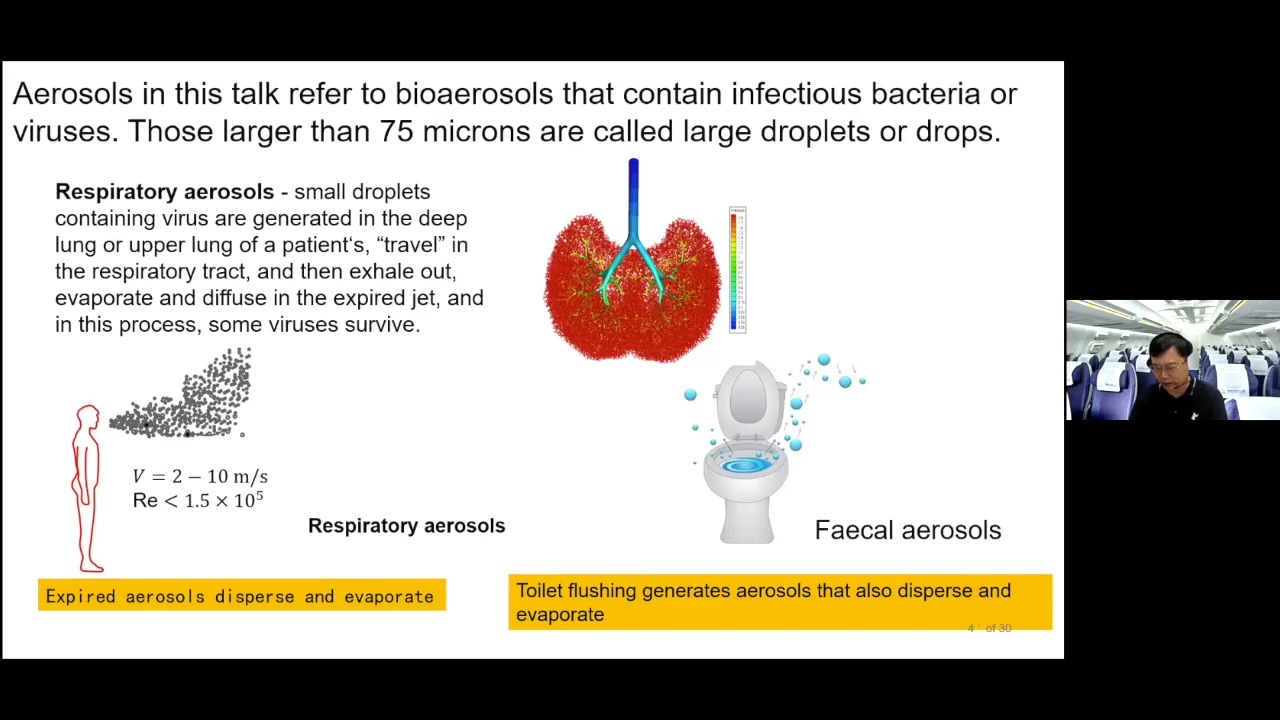 Aerosols in this talk refer to bioaerosols that contain infectious bacteria or
viruses. Those larger than 75 microns are called large droplets or drops.
Respiratory aerosols - small droplets
containing virus are generated in the deep
lung or upper lung of a patient‘s, “travel” in
the respiratory tract, and then exhale out,
evaporate and diffuse in the expired jet, and
in this process, some viruses survive.
V = 2 − 10 m/s
Re < 1.5 × 10⁵
Respiratory aerosols
Faecal aerosols
Expired aerosols disperse and evaporate
Toilet flushing generates aerosols that also disperse and
evaporate
4 of 30